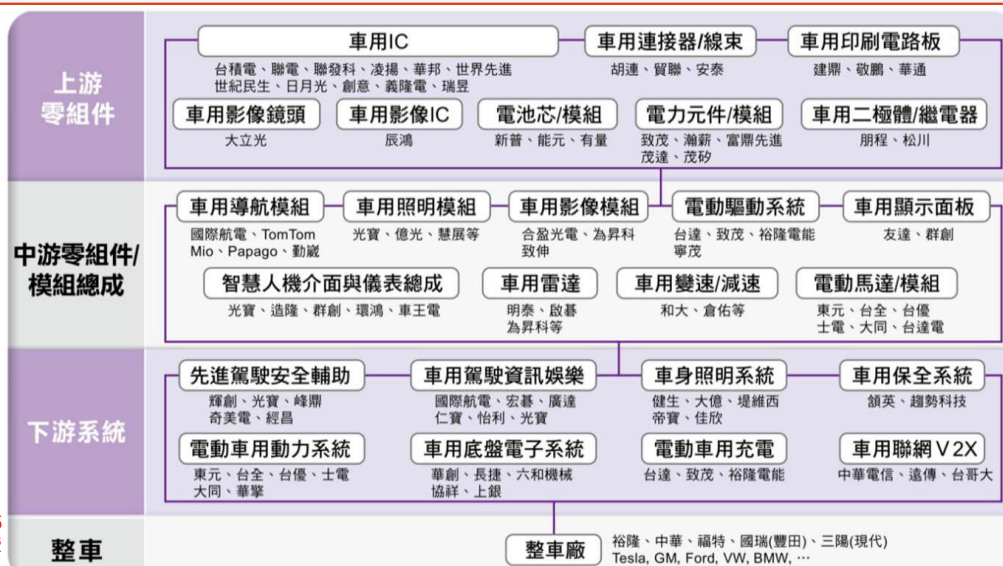 上游
零組件
車用IC
台積電、聯電、聯發科、凌揚、華邦、世界先進
世紀民生、日月光、創意、義隆電、瑞昱
車用連接器/線束
胡連、貿聯、安泰
車用印刷電路板
建鼎、敬鵬、華通
車用影像鏡頭
大立光
車用影像IC
辰鴻
電池芯/模組
新普、能元、有量
電力元件/模組
致茂、瀚薪、富鼎先進
茂達、茂矽
車用二極體/繼電器
朋程、松川
中游零組件/
模組總成
車用導航模組
國際航電、TomTom
Mio、Papago、勤崴
車用照明模組
光寶、億光、慧展等
車用影像模組
合盈光電、為昇科
致伸
電動驅動系統
台達、致茂、裕隆電能
寧茂
車用顯示面板
友達、群創
智慧人機介面與儀表總成
光寶、造隆、群創、環鴻、車王電
車用雷達
明泰、啟碁
為昇科等
車用變速/減速
和大、倉佑等
電動馬達/模組
東元、台全、台優
士電、大同、台達電
下游系統
先進駕駛安全輔助
輝創、光寶、峰鼎
奇美電、經昌
車用駕駛資訊娛樂
國際航電、宏碁、廣達
仁寶、怡利、光寶
車身照明系統
健生、大億、堤維西
帝寶、佳欣
車用保全系統
頷英、趨勢科技
電動車用動力系統
東元、台全、台優、士電
大同、華擎
車用底盤電子系統
華創、長捷、六和機械
協祥、上銀
電動車用充電
台達、致茂、裕隆電能
車用聯網V2X
中華電信、遠傳、台哥大
整車
整車廠
裕隆、中華、福特、國瑞(豐田)、三陽(現代)
Tesla, GM, Ford, VW, BMW, …